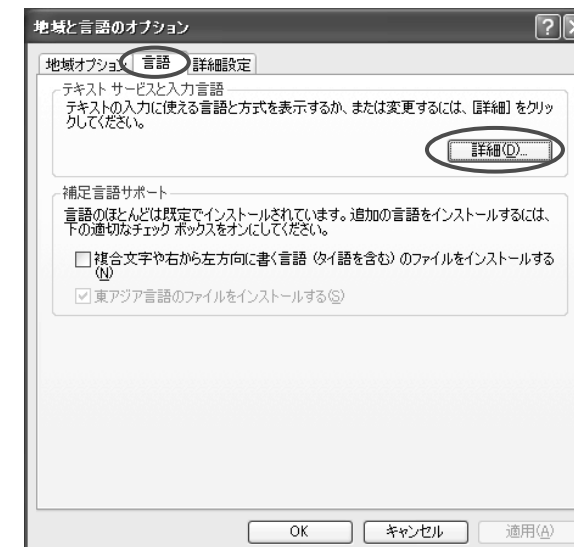 地域と言語のオプション
地域オプション 言語 詳細設定
テキスト サービスと入力言語
テキストの入力に使える言語と方式を表示するか、または変更するには、[詳細] をクリッ
クしてください。
詳細(D)...
補足言語サポート
言語のほとんどは既定でインストールされています。追加の言語をインストールするには、
下の適切なチェック ボックスをオンにしてください。
複合文字や右から左方向に書く言語 (タイ語を含む) のファイルをインストールする
(N)
東アジア言語のファイルをインストールする(S)
OK キャンセル 適用(A)